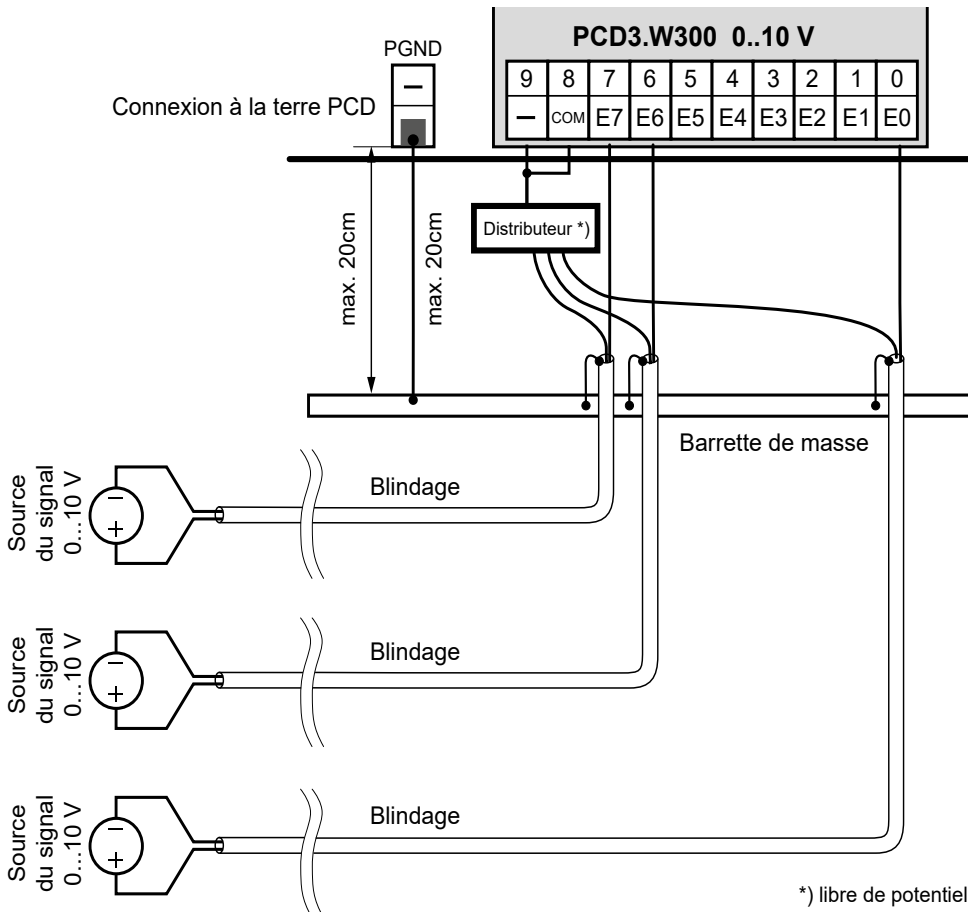 PCD3.W300 0..10 V
PGND
9 8 7 6 5 4 3 2 1 0
–
Connexion à la terre PCD
– COM E7 E6 E5 E4 E3 E2 E1 E0
Distributeur *)
max. 20cm
max. 20cm
Barrette de masse
Source
du signal
0...10 V
–
+
Blindage
Source
du signal
0...10 V
–
+
Blindage
Source
du signal
0...10 V
–
+
Blindage
*) libre de potentiel